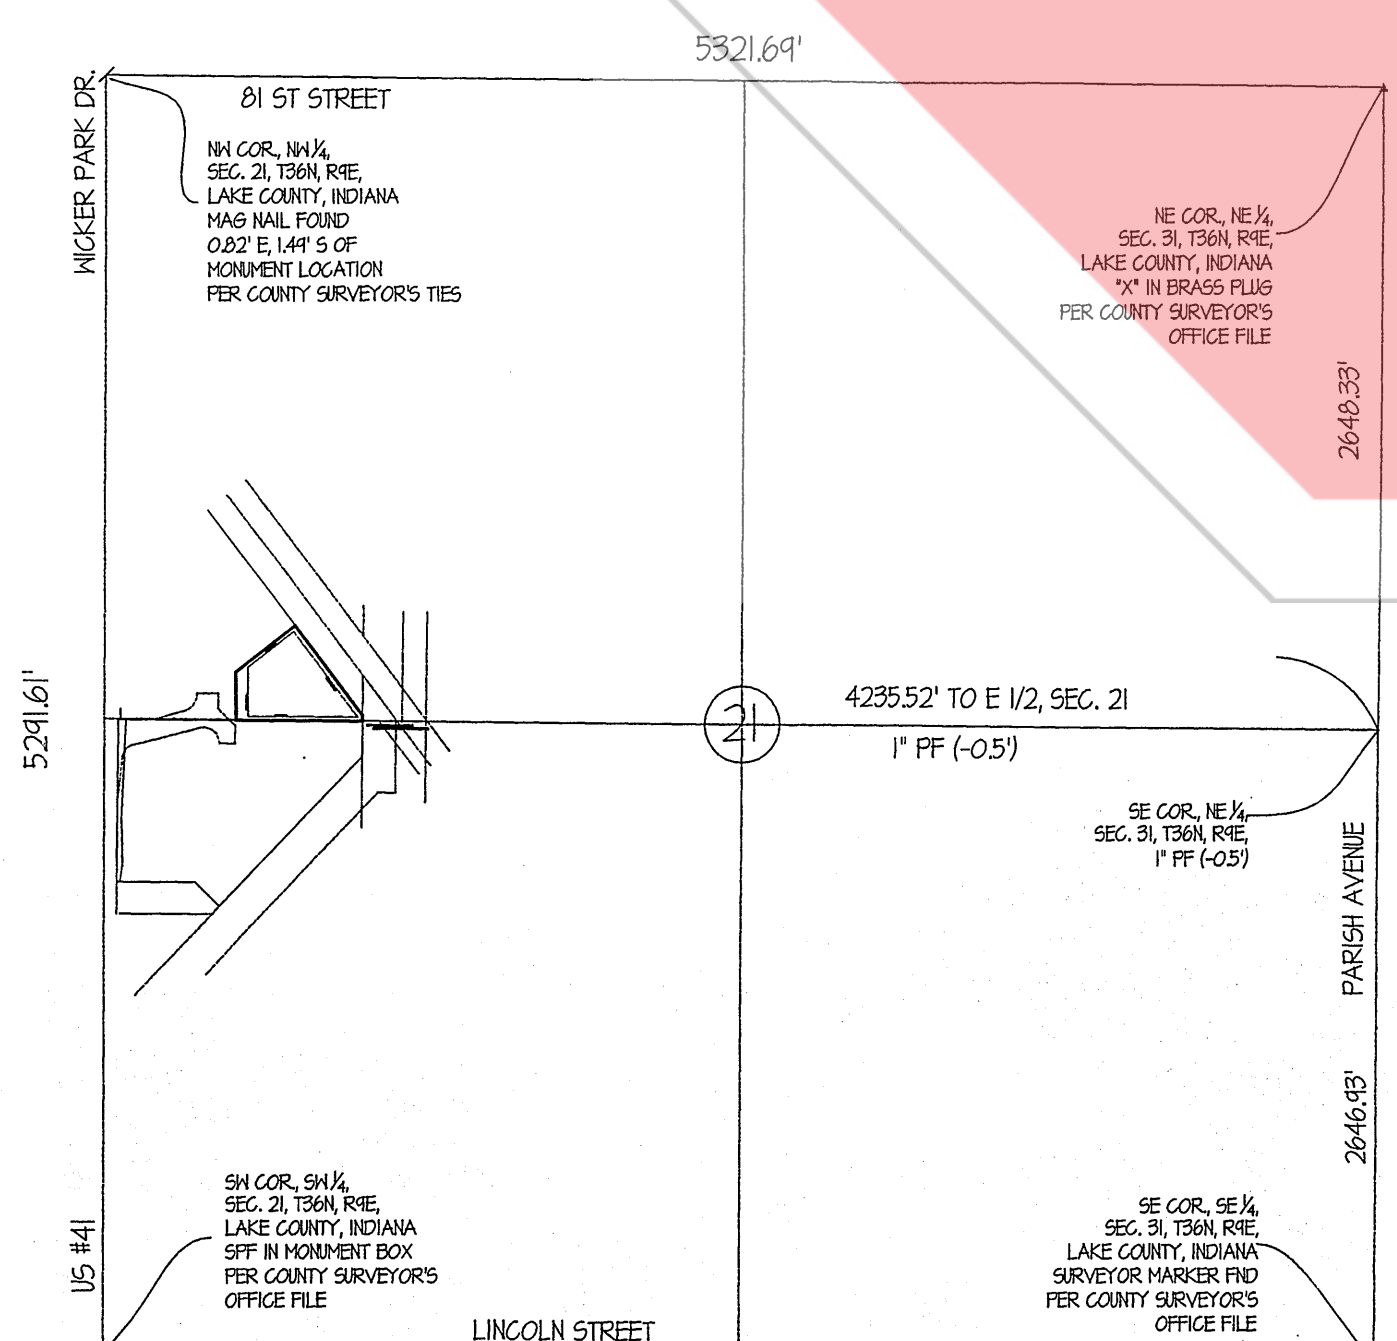 5321.69'
81 ST STREET
WICKER PARK DR.
NW COR., NW ¼,
SEC. 21, T36N, R9E,
LAKE COUNTY, INDIANA
MAG NAIL FOUND
0.82' E, 1.49' S OF
MONUMENT LOCATION
PER COUNTY SURVEYOR'S TIES
NE COR., NE ¼,
SEC. 31, T36N, R9E,
LAKE COUNTY, INDIANA
"X" IN BRASS PLUG
PER COUNTY SURVEYOR'S
OFFICE FILE
2648.33'
5291.61'
21
4235.52' TO E 1/2, SEC. 21
1" PF (-0.5')
SE COR., NE ¼,
SEC. 31, T36N, R9E,
1" PF (-0.5')
PARISH AVENUE
2646.93'
US #41
SW COR., SW ¼,
SEC. 21, T36N, R9E,
LAKE COUNTY, INDIANA
SPF IN MONUMENT BOX
PER COUNTY SURVEYOR'S
OFFICE FILE
SE COR., SE ¼,
SEC. 31, T36N, R9E,
LAKE COUNTY, INDIANA
SURVEYOR MARKER FND
PER COUNTY SURVEYOR'S
OFFICE FILE
LINCOLN STREET